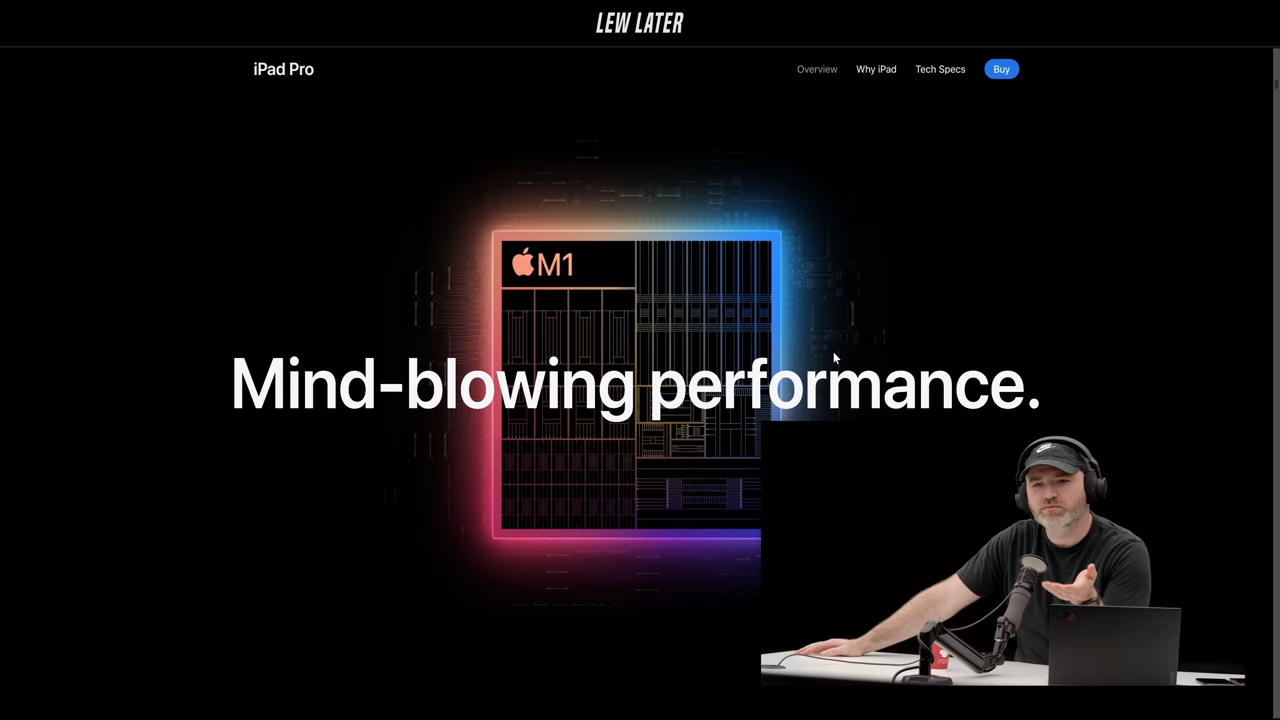 LEW LATER
iPad Pro
Overview Why iPad Tech Specs Buy
M1
Mind-blowing performance.